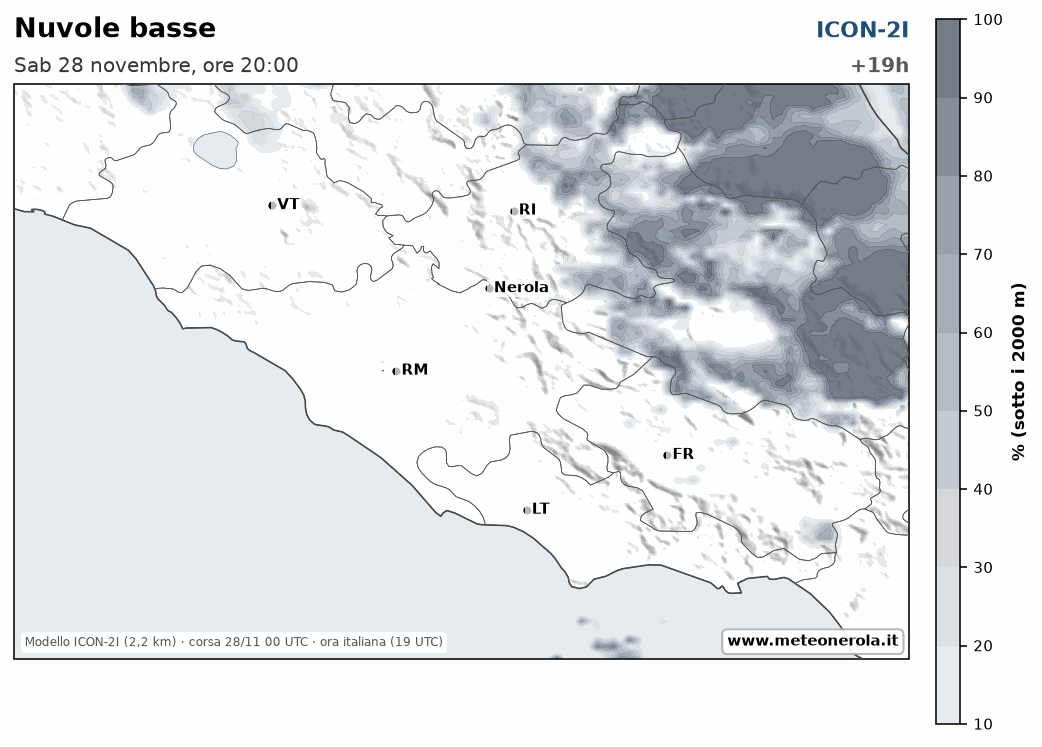 Nuvole basse
ICON-2I
Sab 28 novembre, ore 20:00
+19h
VT
RI
Nerola
RM
FR
LT
Modello ICON-2I (2,2 km) · corsa 28/11 00 UTC · ora italiana (19 UTC)
www.meteonerola.it
100
90
80
70
60
50
40
30
20
10
% (sotto i 2000 m)